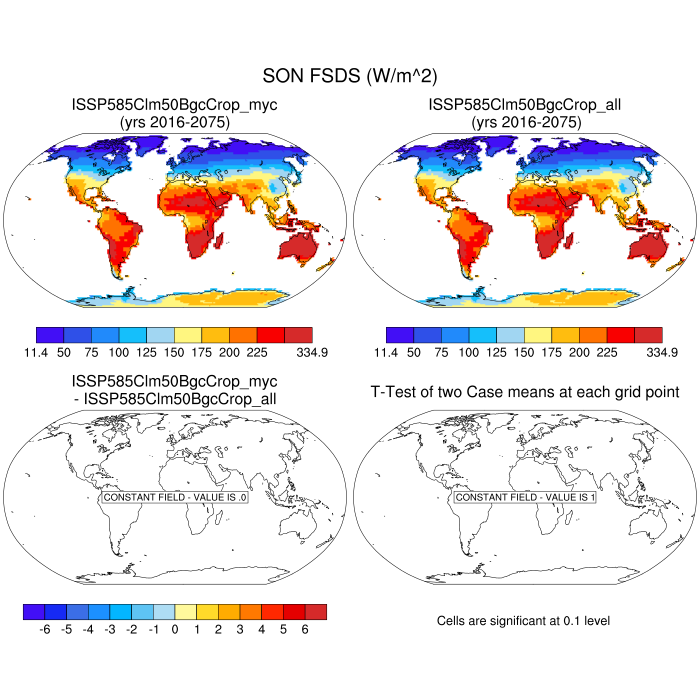 SON FSDS (W/m^2)
ISSP585Clm50BgcCrop_myc
(yrs 2016-2075)
ISSP585Clm50BgcCrop_all
(yrs 2016-2075)
11.4 50 75 100 125 150 175 200 225 334.9
11.4 50 75 100 125 150 175 200 225 334.9
ISSP585Clm50BgcCrop_myc
- ISSP585Clm50BgcCrop_all
T-Test of two Case means at each grid point
CONSTANT FIELD - VALUE IS .0
CONSTANT FIELD - VALUE IS 1
-6 -5 -4 -3 -2 -1 0 1 2 3 4 5 6
Cells are significant at 0.1 level